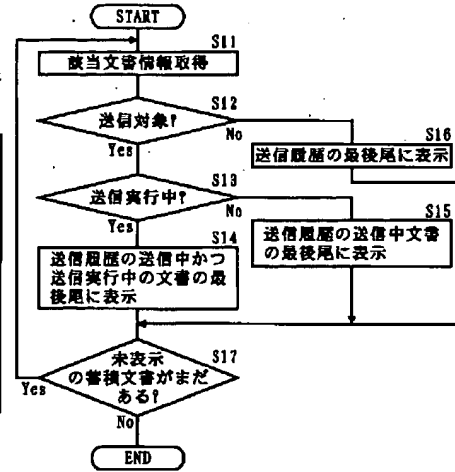 START
S11
該当文書情報取得
S12
送信対象?
No
Yes
S16
送信履歴の最後尾に表示
S13
送信実行中?
No
Yes
S14
送信履歴の送信中かつ
送信実行中の文書の最
後尾に表示
S15
送信履歴の送信中文書
の最後尾に表示
S17
未表示
の蓄積文書がまだ
ある?
Yes
No
END